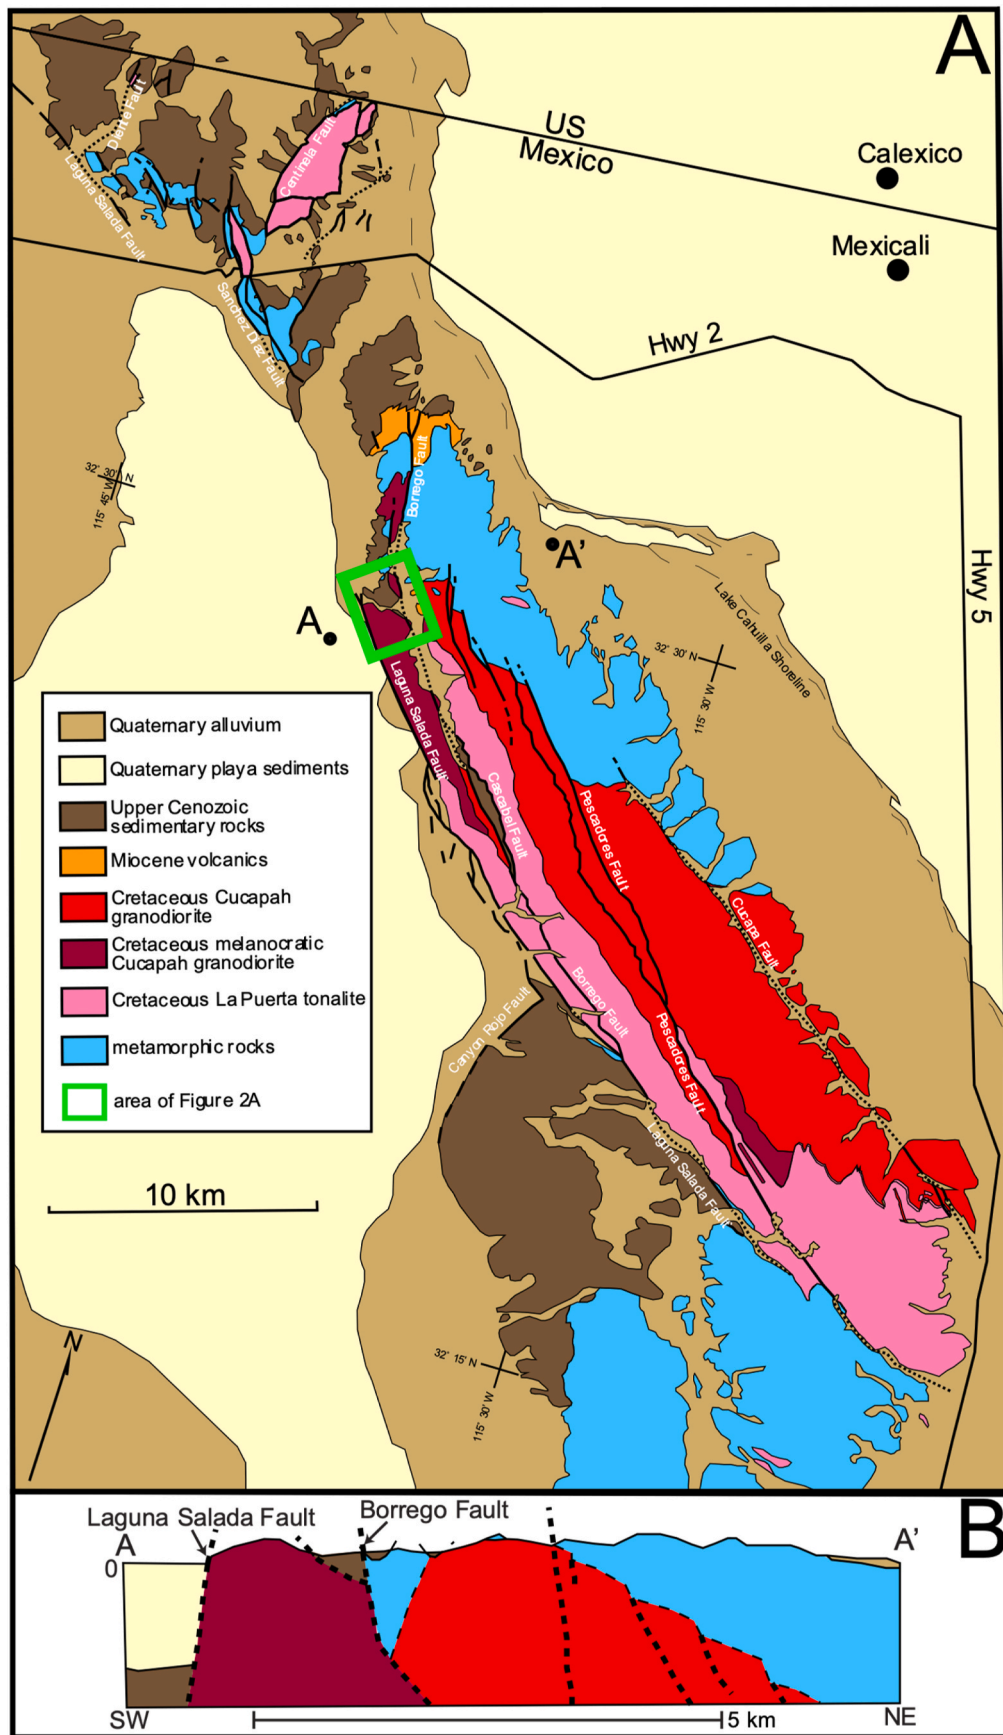 A
US
Mexico
Calexico
Mexicali
Dixie Fault
Centinela Fault
Laguna Salada Fault
Sanchez Diaz Fault
Hwy 2
32° 30' N
115° 45' W
Borrego Fault
A'
A
Hwy 5
Lake Cahuilla Shoreline
32° 30' N
115° 30' W
Laguna Salada Fault
Cascabel Fault
Pescadores Fault
Cucapa Fault
Borrego Fault
Canyon Rojo Fault
Pescadores Fault
Laguna Salada Fault
Quaternary alluvium
Quaternary playa sediments
Upper Cenozoic
sedimentary rocks
Miocene volcanics
Cretaceous Cucapah
granodiorite
Cretaceous melanocratic
Cucapah granodiorite
Cretaceous La Puerta tonalite
metamorphic rocks
area of Figure 2A
10 km
N
32° 15' N
115° 30' W
B
Laguna Salada Fault
Borrego Fault
A
A'
0
SW
5 km
NE